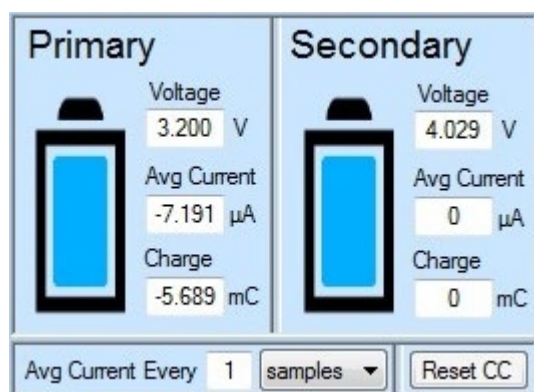 Primary
Voltage
3.200 V
Avg Current
-7.191 µA
Charge
-5.689 mC
Secondary
Voltage
4.029 V
Avg Current
0 µA
Charge
0 mC
Avg Current Every 1 samples Reset CC